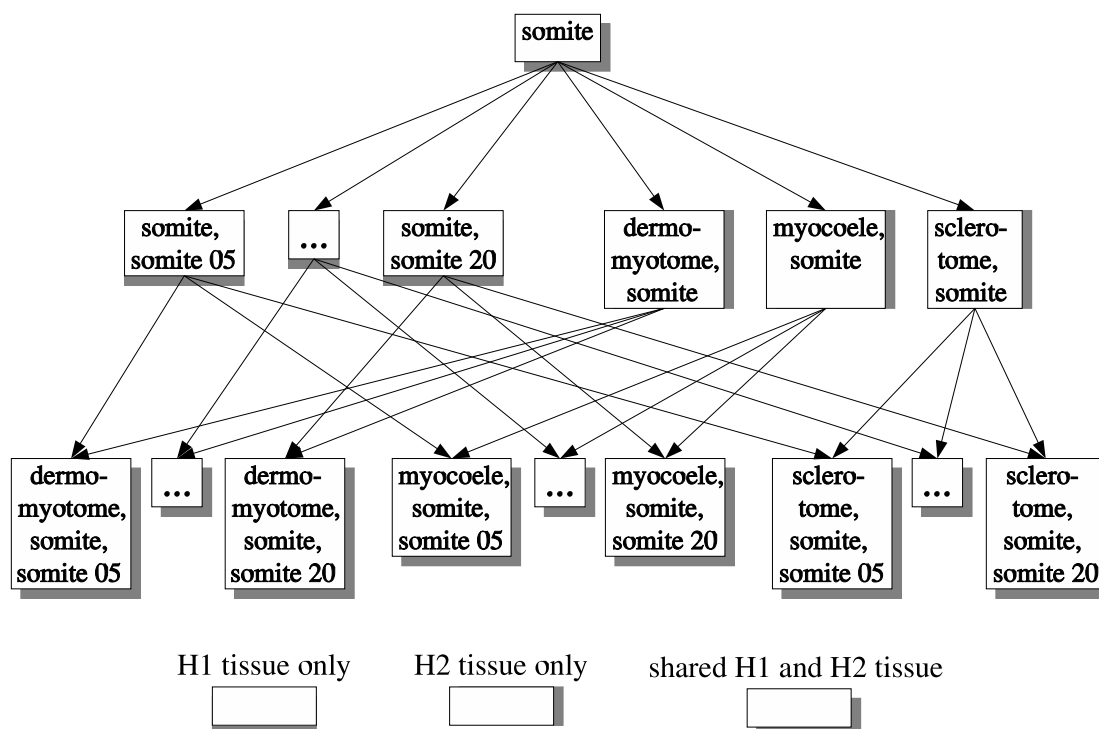 somite
somite,
somite 05
...
somite,
somite 20
dermo-
myotome,
somite
myocoele,
somite
sclero-
tome,
somite
dermo-
myotome,
somite,
somite 05
...
dermo-
myotome,
somite,
somite 20
myocoele,
somite,
somite 05
...
myocoele,
somite,
somite 20
sclero-
tome,
somite,
somite 05
...
sclero-
tome,
somite,
somite 20
H1 tissue only
H2 tissue only
shared H1 and H2 tissue